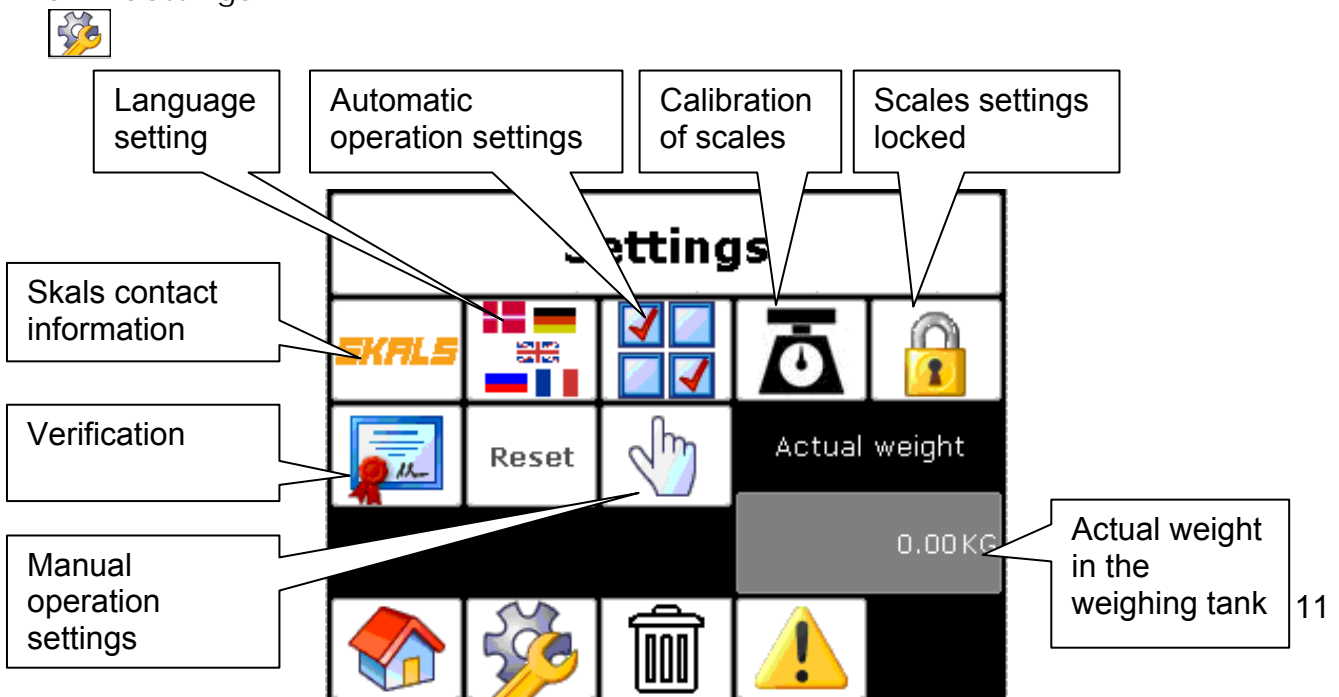 Language
setting
Automatic
operation settings
Calibration
of scales
Scales settings
locked
Skals contact
information
SKALS
Verification
Reset
Actual weight
0.00KG
Manual
operation
settings
Actual weight
in the
weighing tank
11